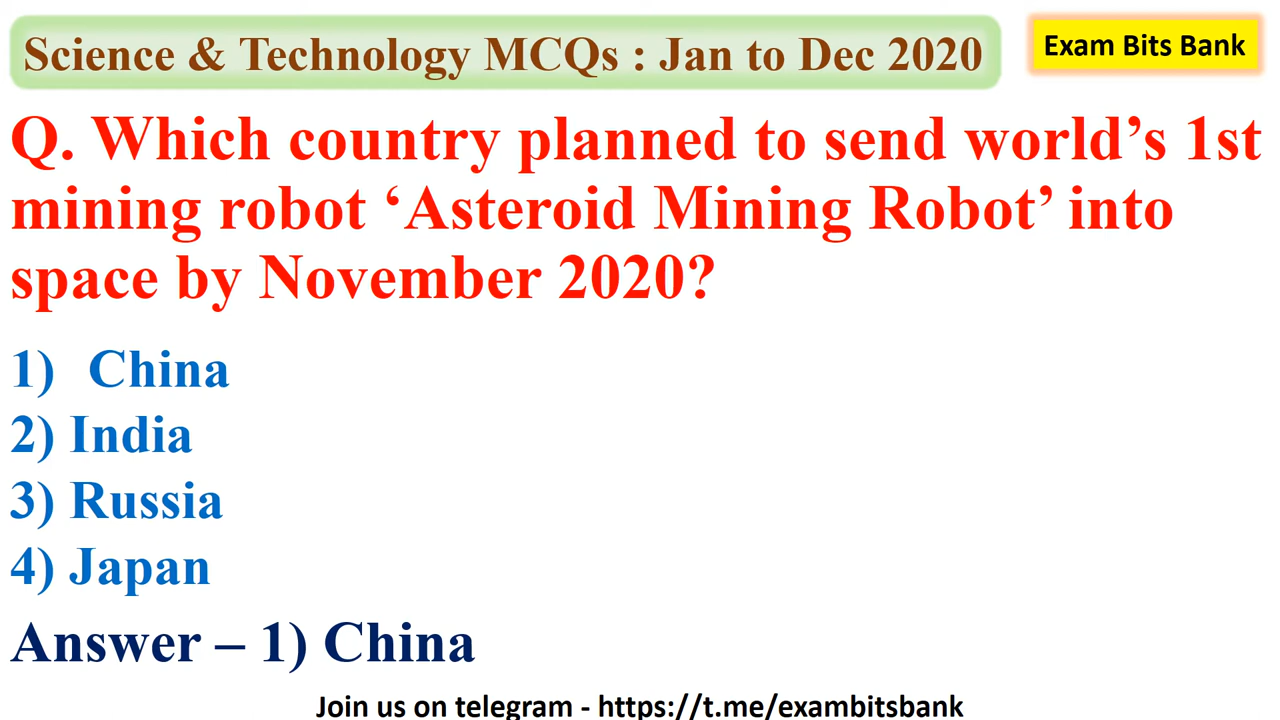 Science & Technology MCQs : Jan to Dec 2020
Exam Bits Bank
Q. Which country planned to send world’s 1st
mining robot ‘Asteroid Mining Robot’ into
space by November 2020?
1) China
2) India
3) Russia
4) Japan
Answer – 1) China
Join us on telegram - https://t.me/exambitsbank